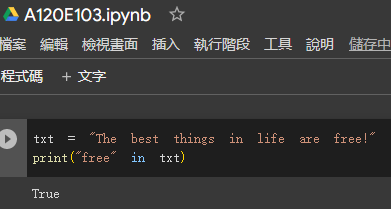 A120E103.ipynb
檔案 編輯 檢視畫面 插入 執行階段 工具 說明 儲存中
程式碼 + 文字
txt = "The best things in life are free!"
print("free" in txt)
True